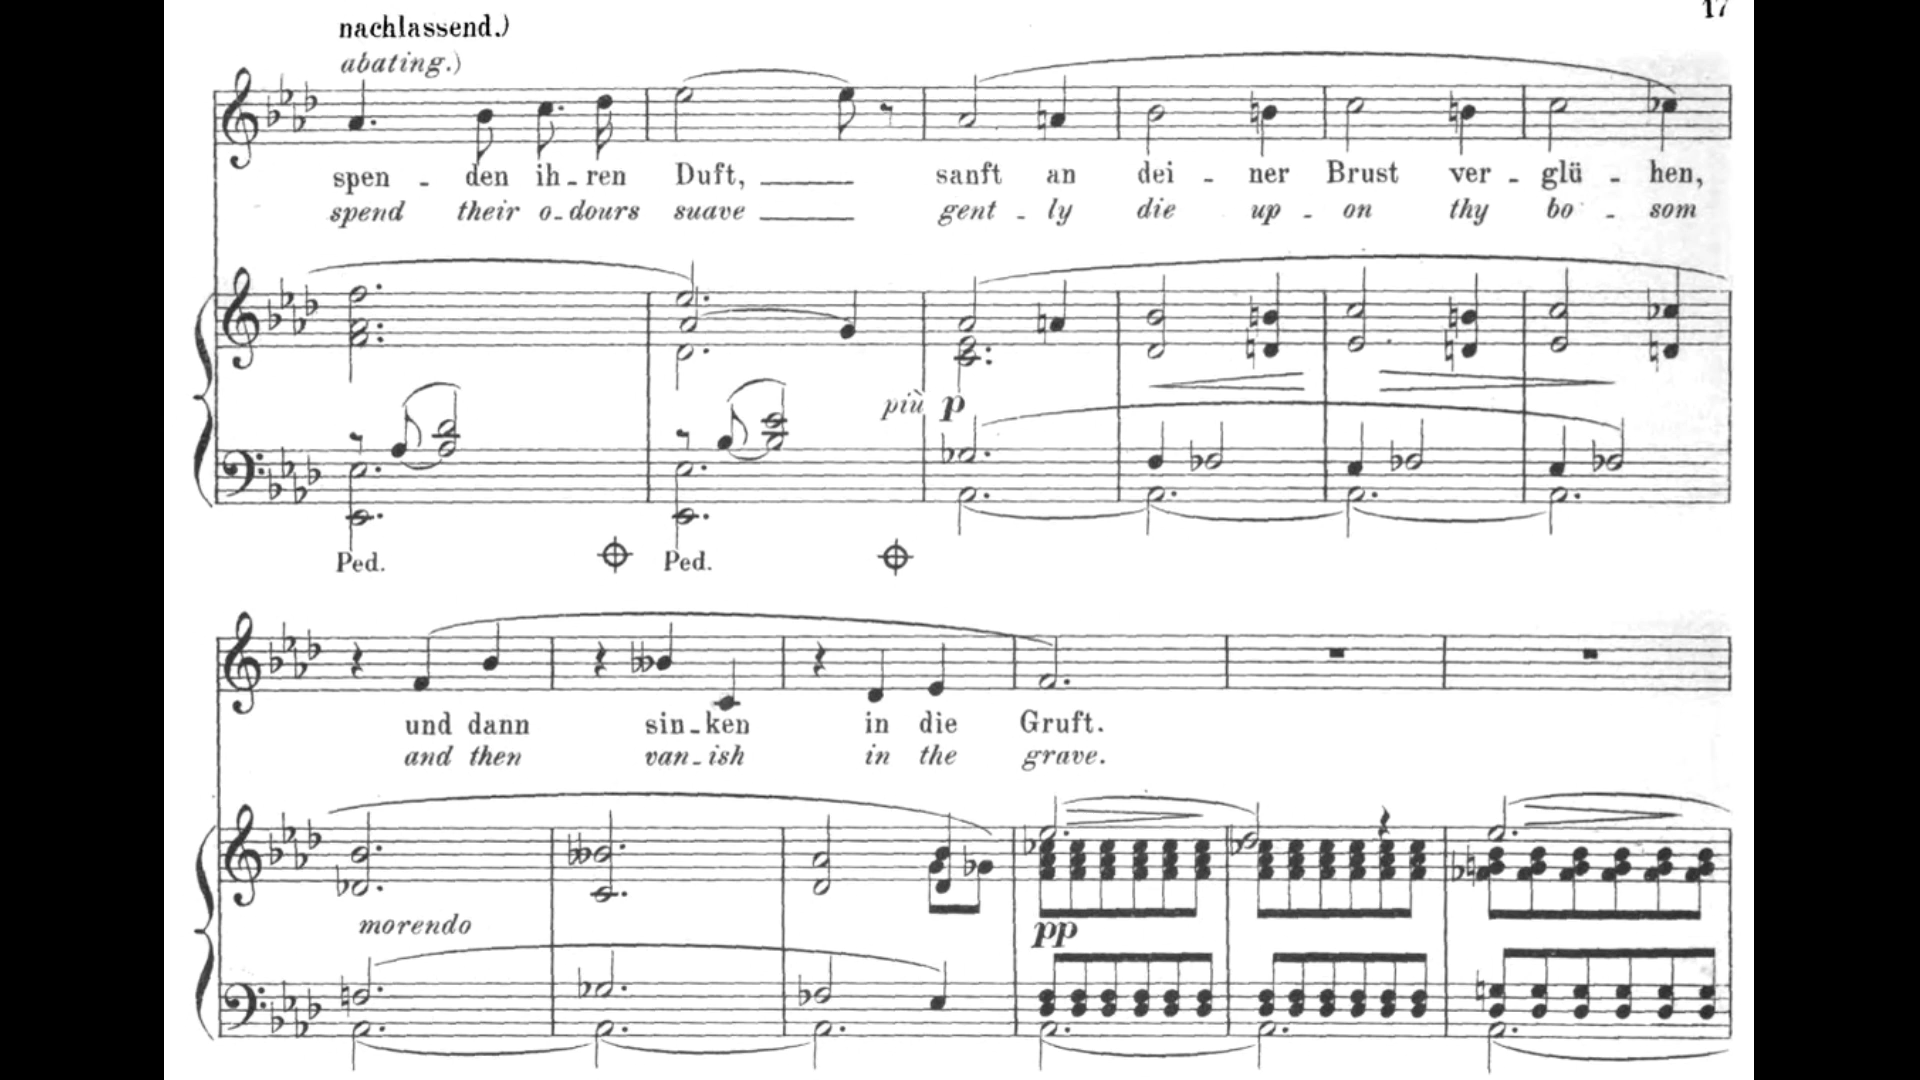 17
nachlassend.)
abating.)
spen - den ih - ren Duft, sanft an dei - ner Brust ver - glü - hen,
spend their o - dours suave gent - ly die up - on thy bo - som
più p
Ped. Ped.
und dann sin - ken in die Gruft.
and then van - ish in the grave.
morendo
pp